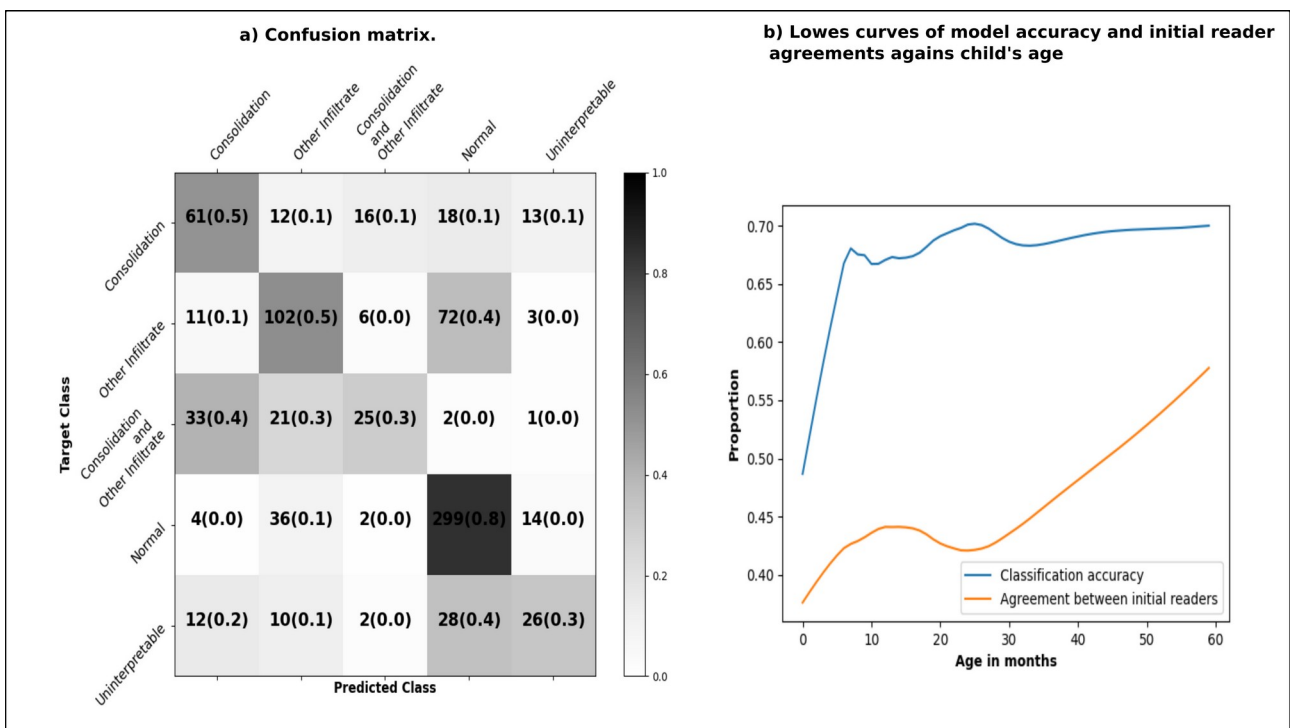 a) Confusion matrix.
Consolidation
Other Infiltrate
Consolidation
and
Other Infiltrate
Normal
Uninterpretable
Target Class
Consolidation
61(0.5) 12(0.1) 16(0.1) 18(0.1) 13(0.1)
Other Infiltrate
11(0.1) 102(0.5) 6(0.0) 72(0.4) 3(0.0)
Consolidation
and
Other Infiltrate
33(0.4) 21(0.3) 25(0.3) 2(0.0) 1(0.0)
Normal
4(0.0) 36(0.1) 2(0.0) 299(0.8) 14(0.0)
Uninterpretable
12(0.2) 10(0.1) 2(0.0) 28(0.4) 26(0.3)
Predicted Class
1.0
0.8
0.6
0.4
0.2
0.0
b) Lowes curves of model accuracy and initial reader
agreements agains child's age
Proportion
0.70
0.65
0.60
0.55
0.50
0.45
0.40
Classification accuracy
Agreement between initial readers
0 10 20 30 40 50 60
Age in months